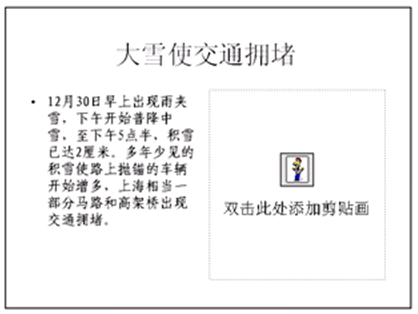 大雪使交通拥堵
• 12月30日早上出现雨夹
雪，下午开始普降中
雪，至下午5点半，积雪
已达2厘米。多年少见的
积雪使路上抛锚的车辆
开始增多，上海相当一
部分马路和高架桥出现
交通拥堵。
双击此处添加剪贴画